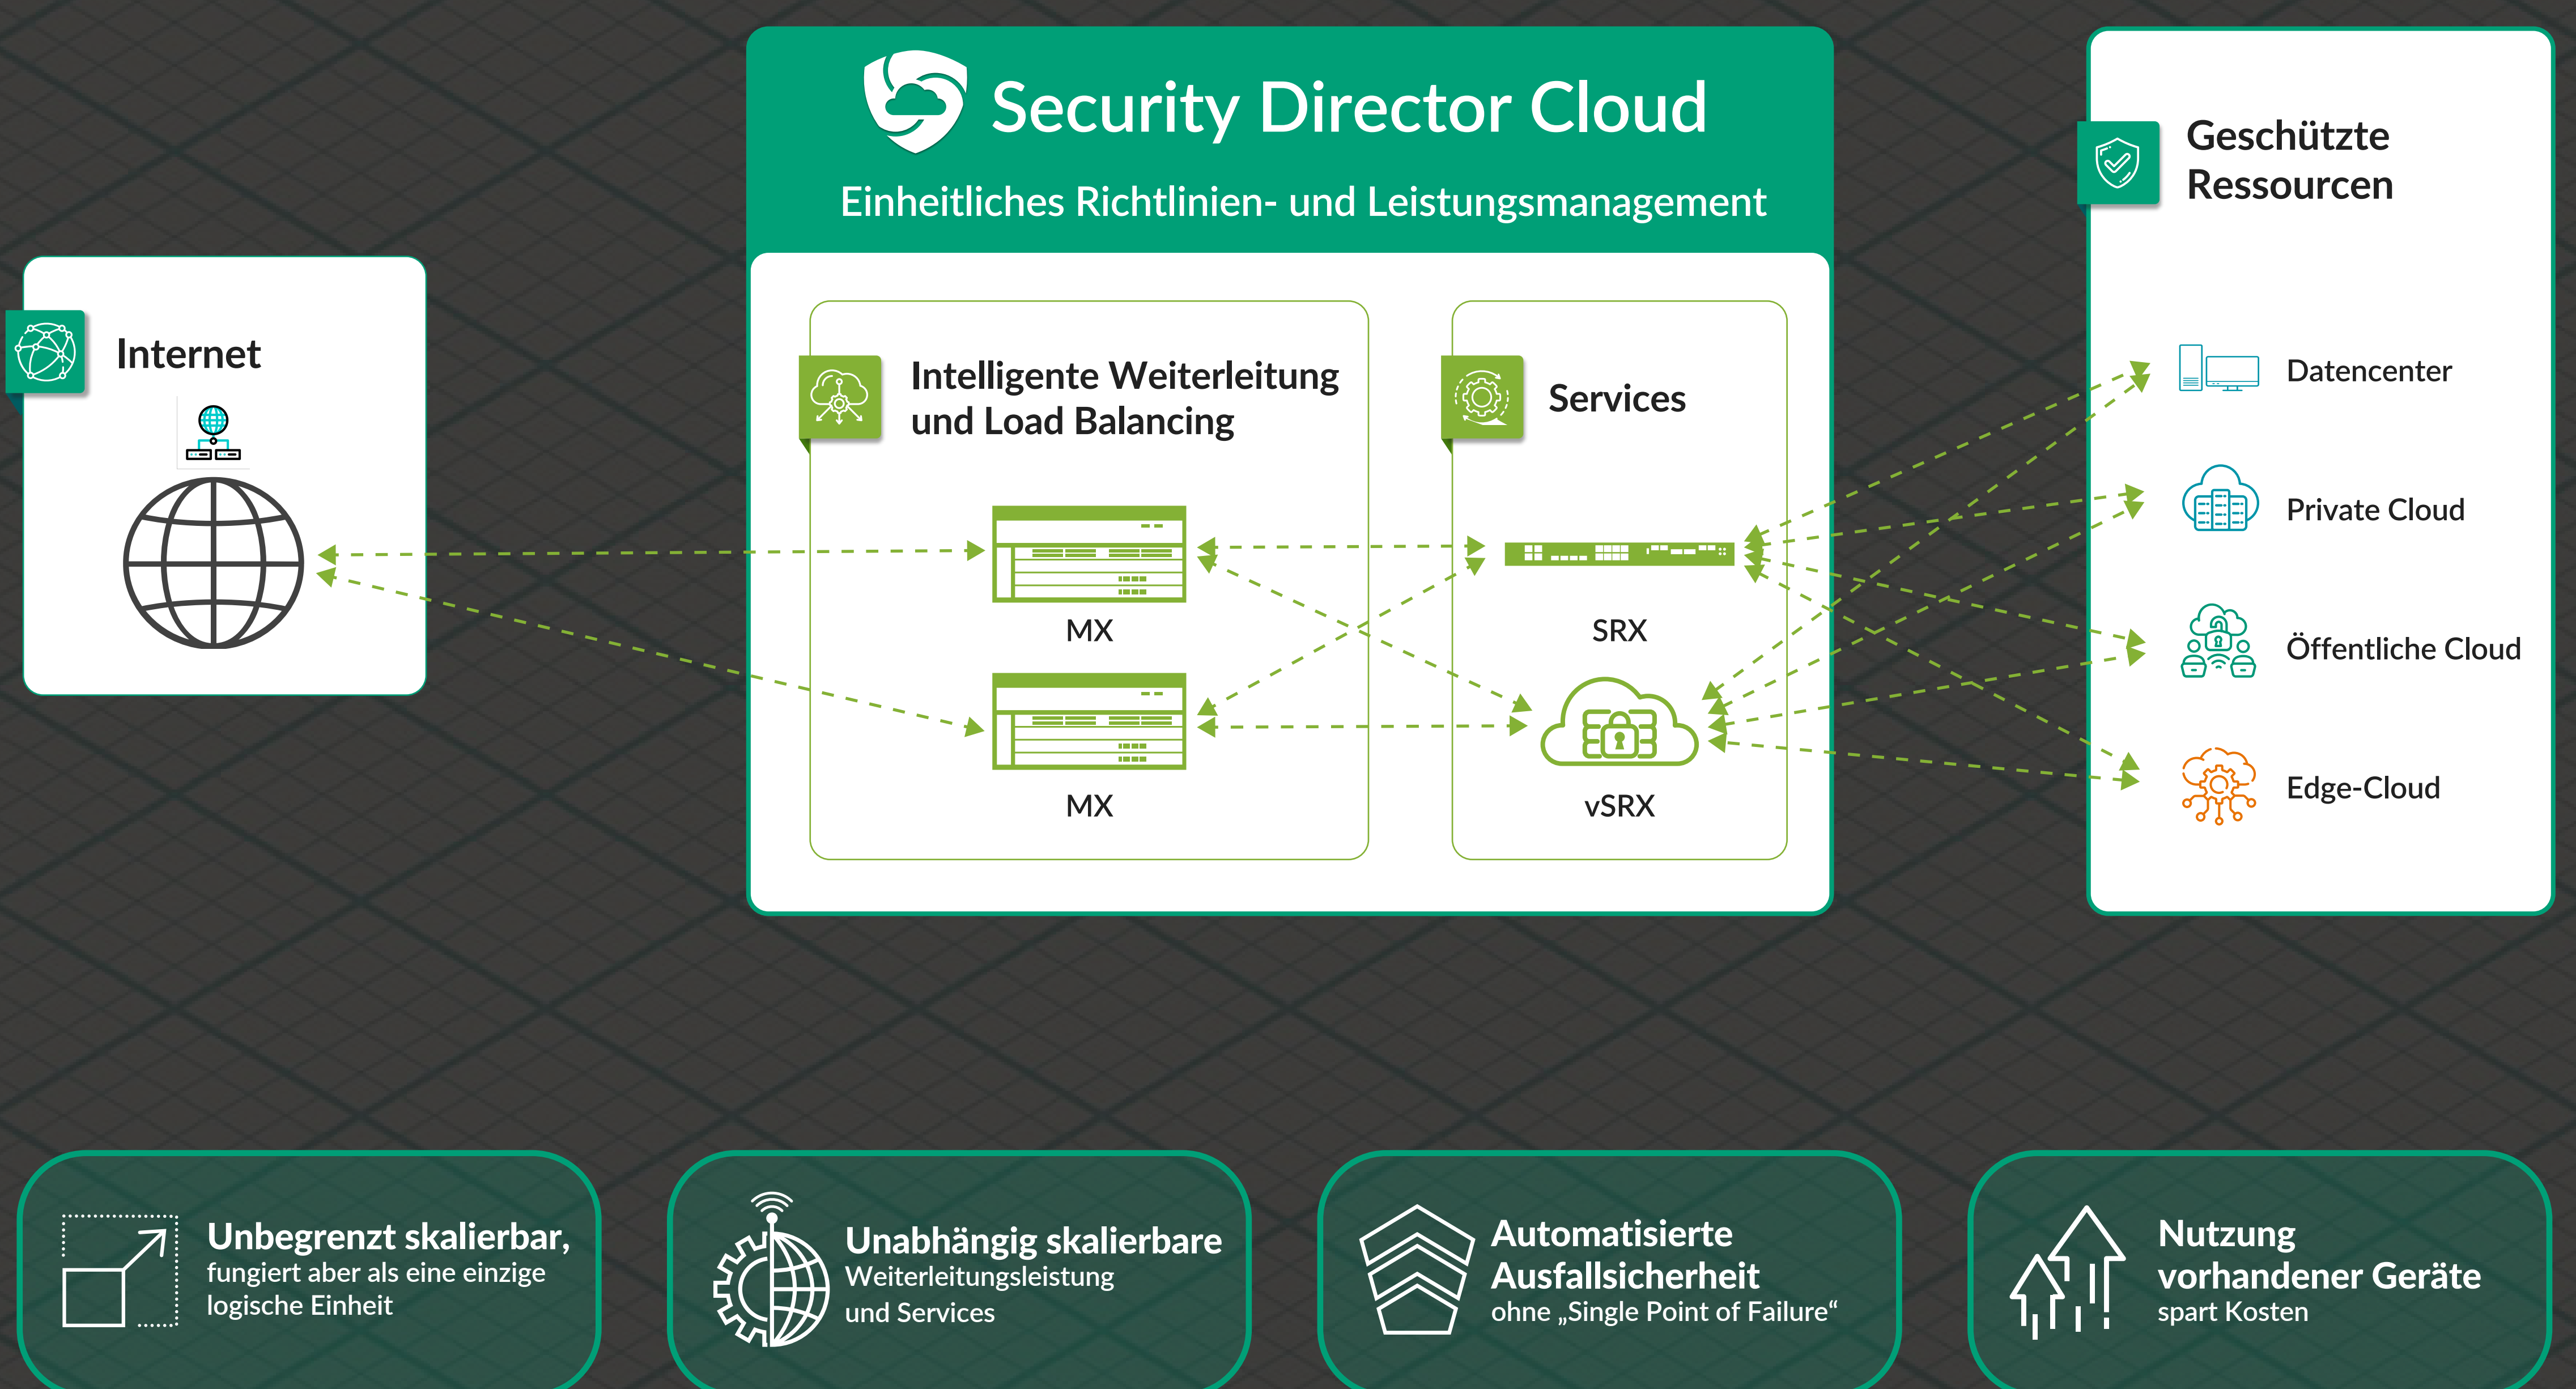 Security Director Cloud
Einheitliches Richtlinien- und Leistungsmanagement
Internet
Intelligente Weiterleitung
und Load Balancing
MX
MX
Services
SRX
vSRX
Geschützte
Ressourcen
Datencenter
Private Cloud
Öffentliche Cloud
Edge-Cloud
Unbegrenzt skalierbar,
fungiert aber als eine einzige
logische Einheit
Unabhängig skalierbare
Weiterleitungsleistung
und Services
Automatisierte
Ausfallsicherheit
ohne „Single Point of Failure“
Nutzung
vorhandener Geräte
spart Kosten